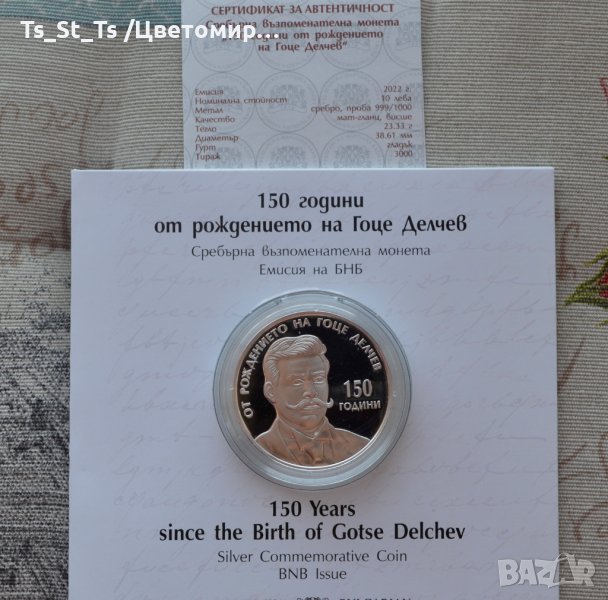 СЕРТИФИКАТ ЗА АВТЕНТИЧНОСТ
Ts_St_Ts /Цветомир...
Сребърна възпоменателна монета
години от рождението
на Гоце Делчев"
Емисия 2022 г.
Номинална стойност 10 лева
Метал сребро, проба 999/1000
Качество мат-гланц, висше
Тегло 23.33 г
Диаметър 38.61 мм
Гурт гладък
Тираж 3000
150 години
от рождението на Гоце Делчев
Сребърна възпоменателна монета
Емисия на БНБ
ОТ РОЖДЕНИЕТО НА ГОЦЕ ДЕЛЧЕВ
150
ГОДИНИ
150 Years
since the Birth of Gotse Delchev
Silver Commemorative Coin
BNB Issue
BAZAR